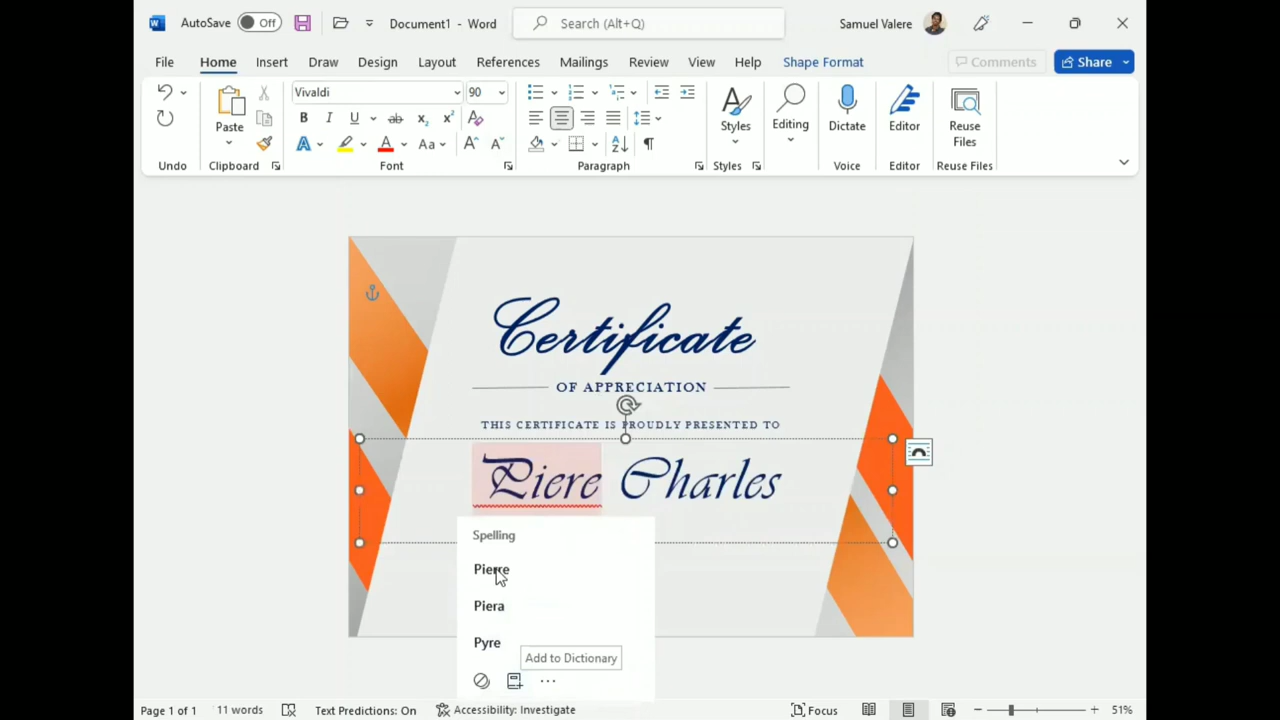 AutoSave Off Document1 - Word Search (Alt+Q) Samuel Valere
File Home Insert Draw Design Layout References Mailings Review View Help Shape Format Comments Share
Vivaldi 90
Paste Styles Editing Dictate Editor Reuse Files
Undo Clipboard Font Paragraph Styles Voice Editor Reuse Files
Certificate
OF APPRECIATION
THIS CERTIFICATE IS PROUDLY PRESENTED TO
Piere Charles
Spelling
Pierre
Piera
Pyre
Add to Dictionary
Page 1 of 1 11 words Text Predictions: On Accessibility: Investigate Focus 51%